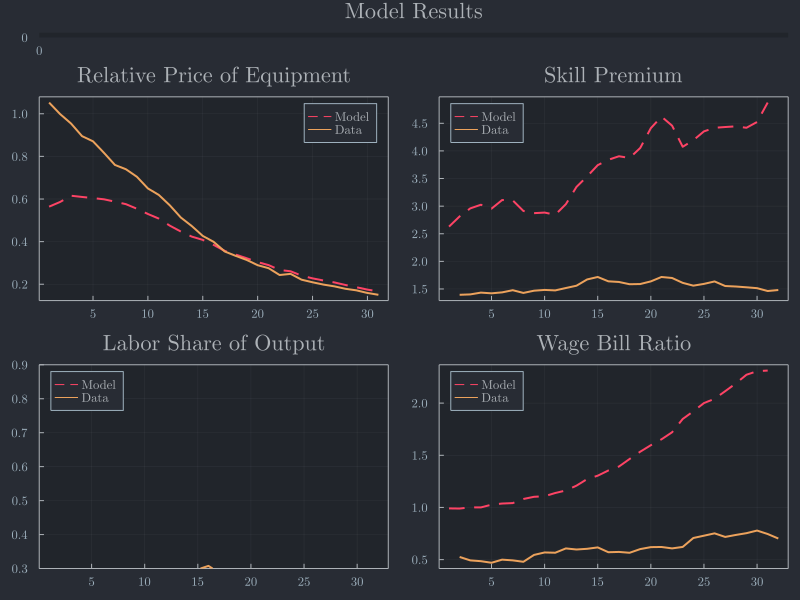 Model Results
0
0
Relative Price of Equipment
1.0
0.8
0.6
0.4
0.2
Model
Data
5 10 15 20 25 30
Skill Premium
4.5
4.0
3.5
3.0
2.5
2.0
1.5
Model
Data
5 10 15 20 25 30
Labor Share of Output
0.9
0.8
0.7
0.6
0.5
0.4
0.3
Model
Data
5 10 15 20 25 30
Wage Bill Ratio
2.0
1.5
1.0
0.5
Model
Data
5 10 15 20 25 30